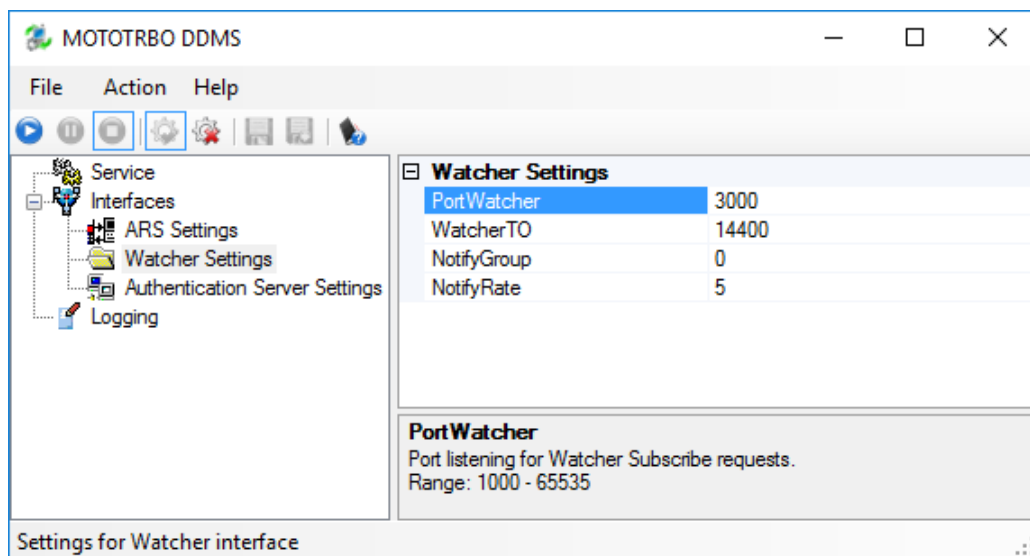 MOTOTRBO DDMS
File Action Help
Service
Interfaces
ARS Settings
Watcher Settings
Authentication Server Settings
Logging
Watcher Settings
PortWatcher 3000
WatcherTO 14400
NotifyGroup 0
NotifyRate 5
PortWatcher
Port listening for Watcher Subscribe requests.
Range: 1000 - 65535
Settings for Watcher interface